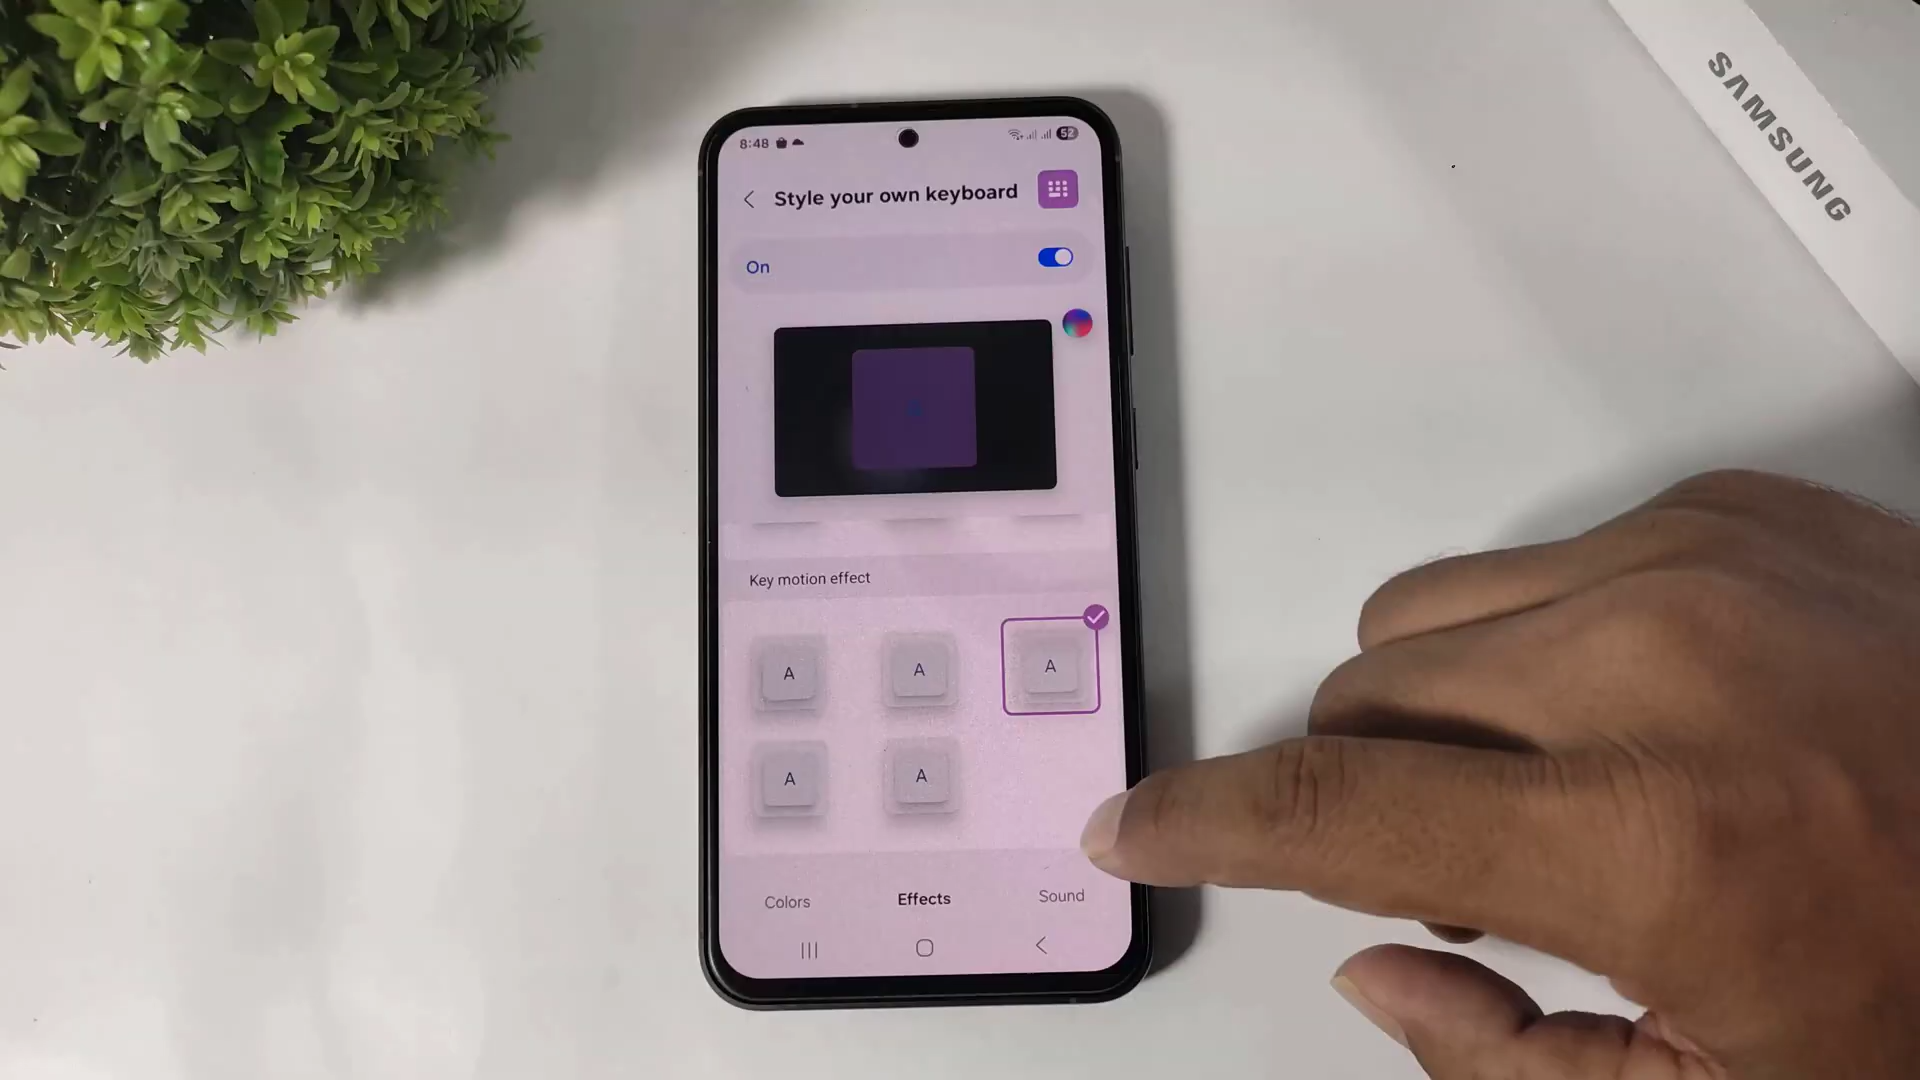 8:48
52
Style your own keyboard
On
Key motion effect
A
A
A
A
A
Colors
Effects
Sound
SAMSUNG